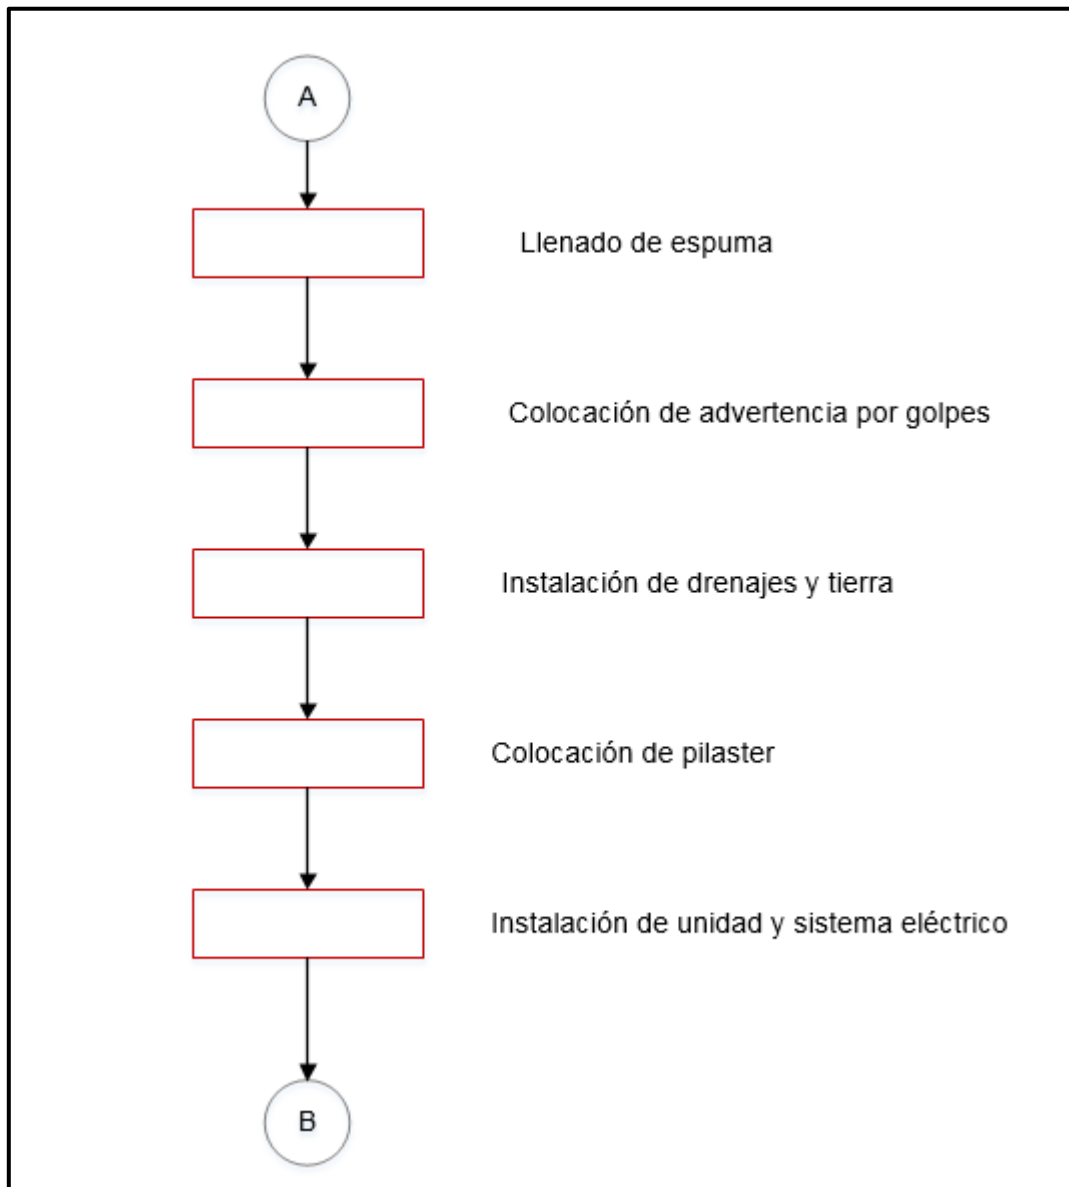 A
Llenado de espuma
Colocación de advertencia por golpes
Instalación de drenajes y tierra
Colocación de pilaster
Instalación de unidad y sistema eléctrico
B